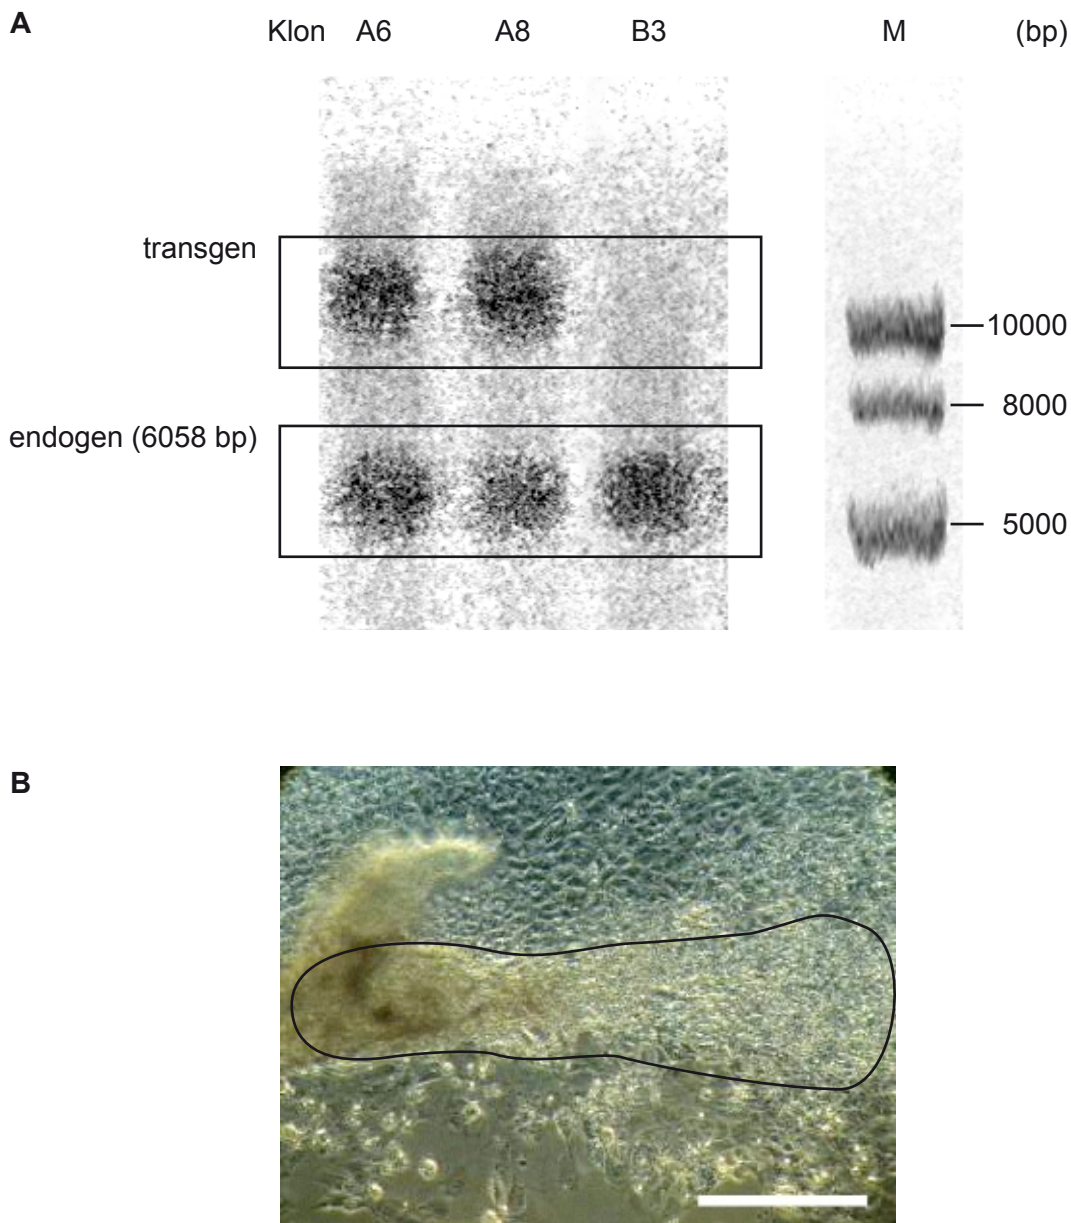 A
Klon A6 A8 B3 M (bp)
transgen
10000
8000
endogen (6058 bp)
5000
B